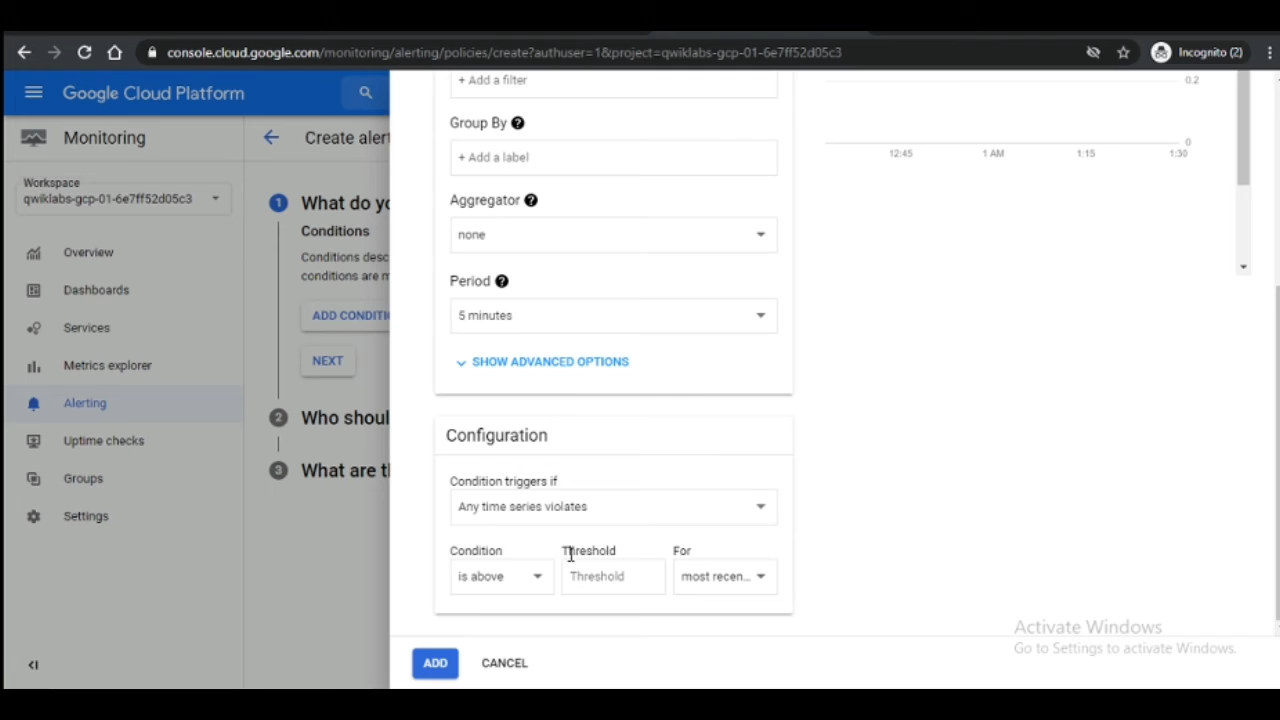 console.cloud.google.com/monitoring/alerting/policies/create?authuser=1&project=qwiklabs-gcp-01-6e7ff52d05c3
Incognito (2)
Google Cloud Platform
Monitoring
Workspace
qwiklabs-gcp-01-6e7ff52d05c3
Overview
Dashboards
Services
Metrics explorer
Alerting
Uptime checks
Groups
Settings
Create alert
1 What do yo
Conditions
Conditions desc
conditions are m
ADD CONDITI
NEXT
2 Who shoul
3 What are t
+ Add a filter
Group By
+ Add a label
Aggregator
none
Period
5 minutes
SHOW ADVANCED OPTIONS
Configuration
Condition triggers if
Any time series violates
Condition Threshold For
is above Threshold most recen...
ADD CANCEL
0.2
0
12:45 1 AM 1:15 1:30
Activate Windows
Go to Settings to activate Windows.